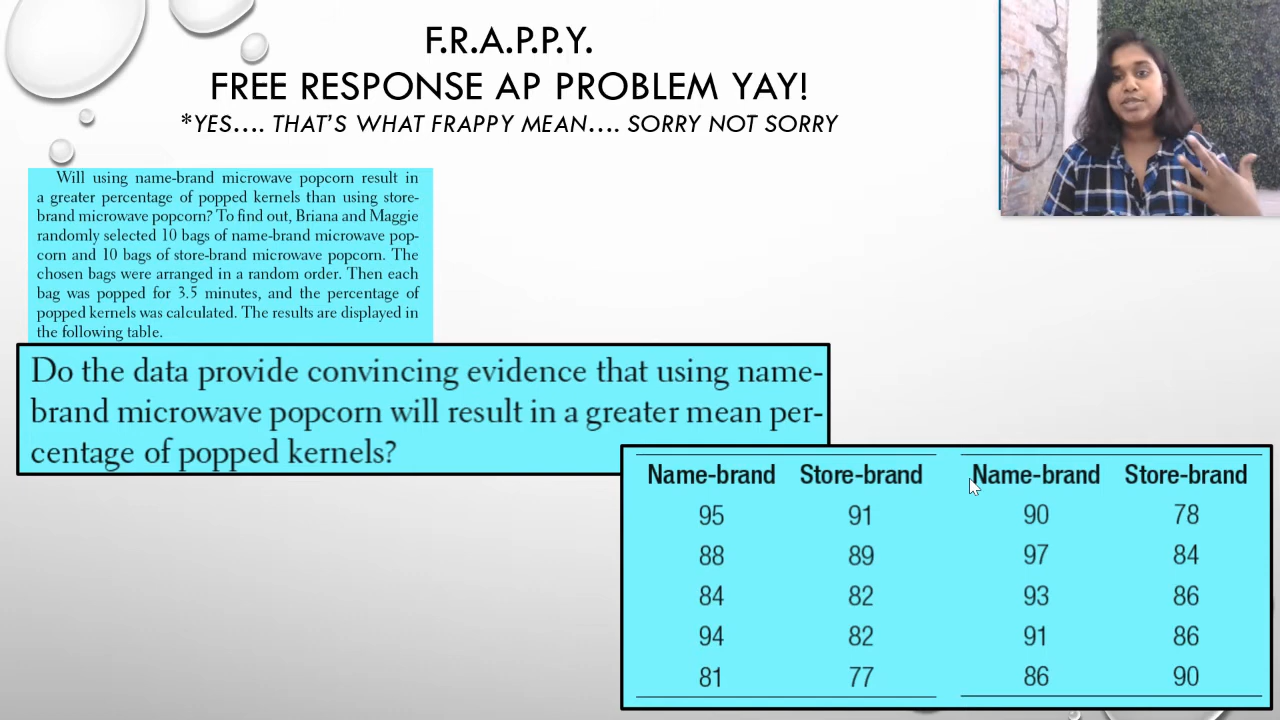 F.R.A.P.P.Y.
FREE RESPONSE AP PROBLEM YAY!
*YES.... THAT'S WHAT FRAPPY MEAN.... SORRY NOT SORRY
Will using name-brand microwave popcorn result in
a greater percentage of popped kernels than using store-
brand microwave popcorn? To find out, Briana and Maggie
randomly selected 10 bags of name-brand microwave pop-
corn and 10 bags of store-brand microwave popcorn. The
chosen bags were arranged in a random order. Then each
bag was popped for 3.5 minutes, and the percentage of
popped kernels was calculated. The results are displayed in
the following table.
Do the data provide convincing evidence that using name-
brand microwave popcorn will result in a greater mean per-
centage of popped kernels?
Name-brand Store-brand Name-brand Store-brand
95 91 90 78
88 89 97 84
84 82 93 86
94 82 91 86
81 77 86 90